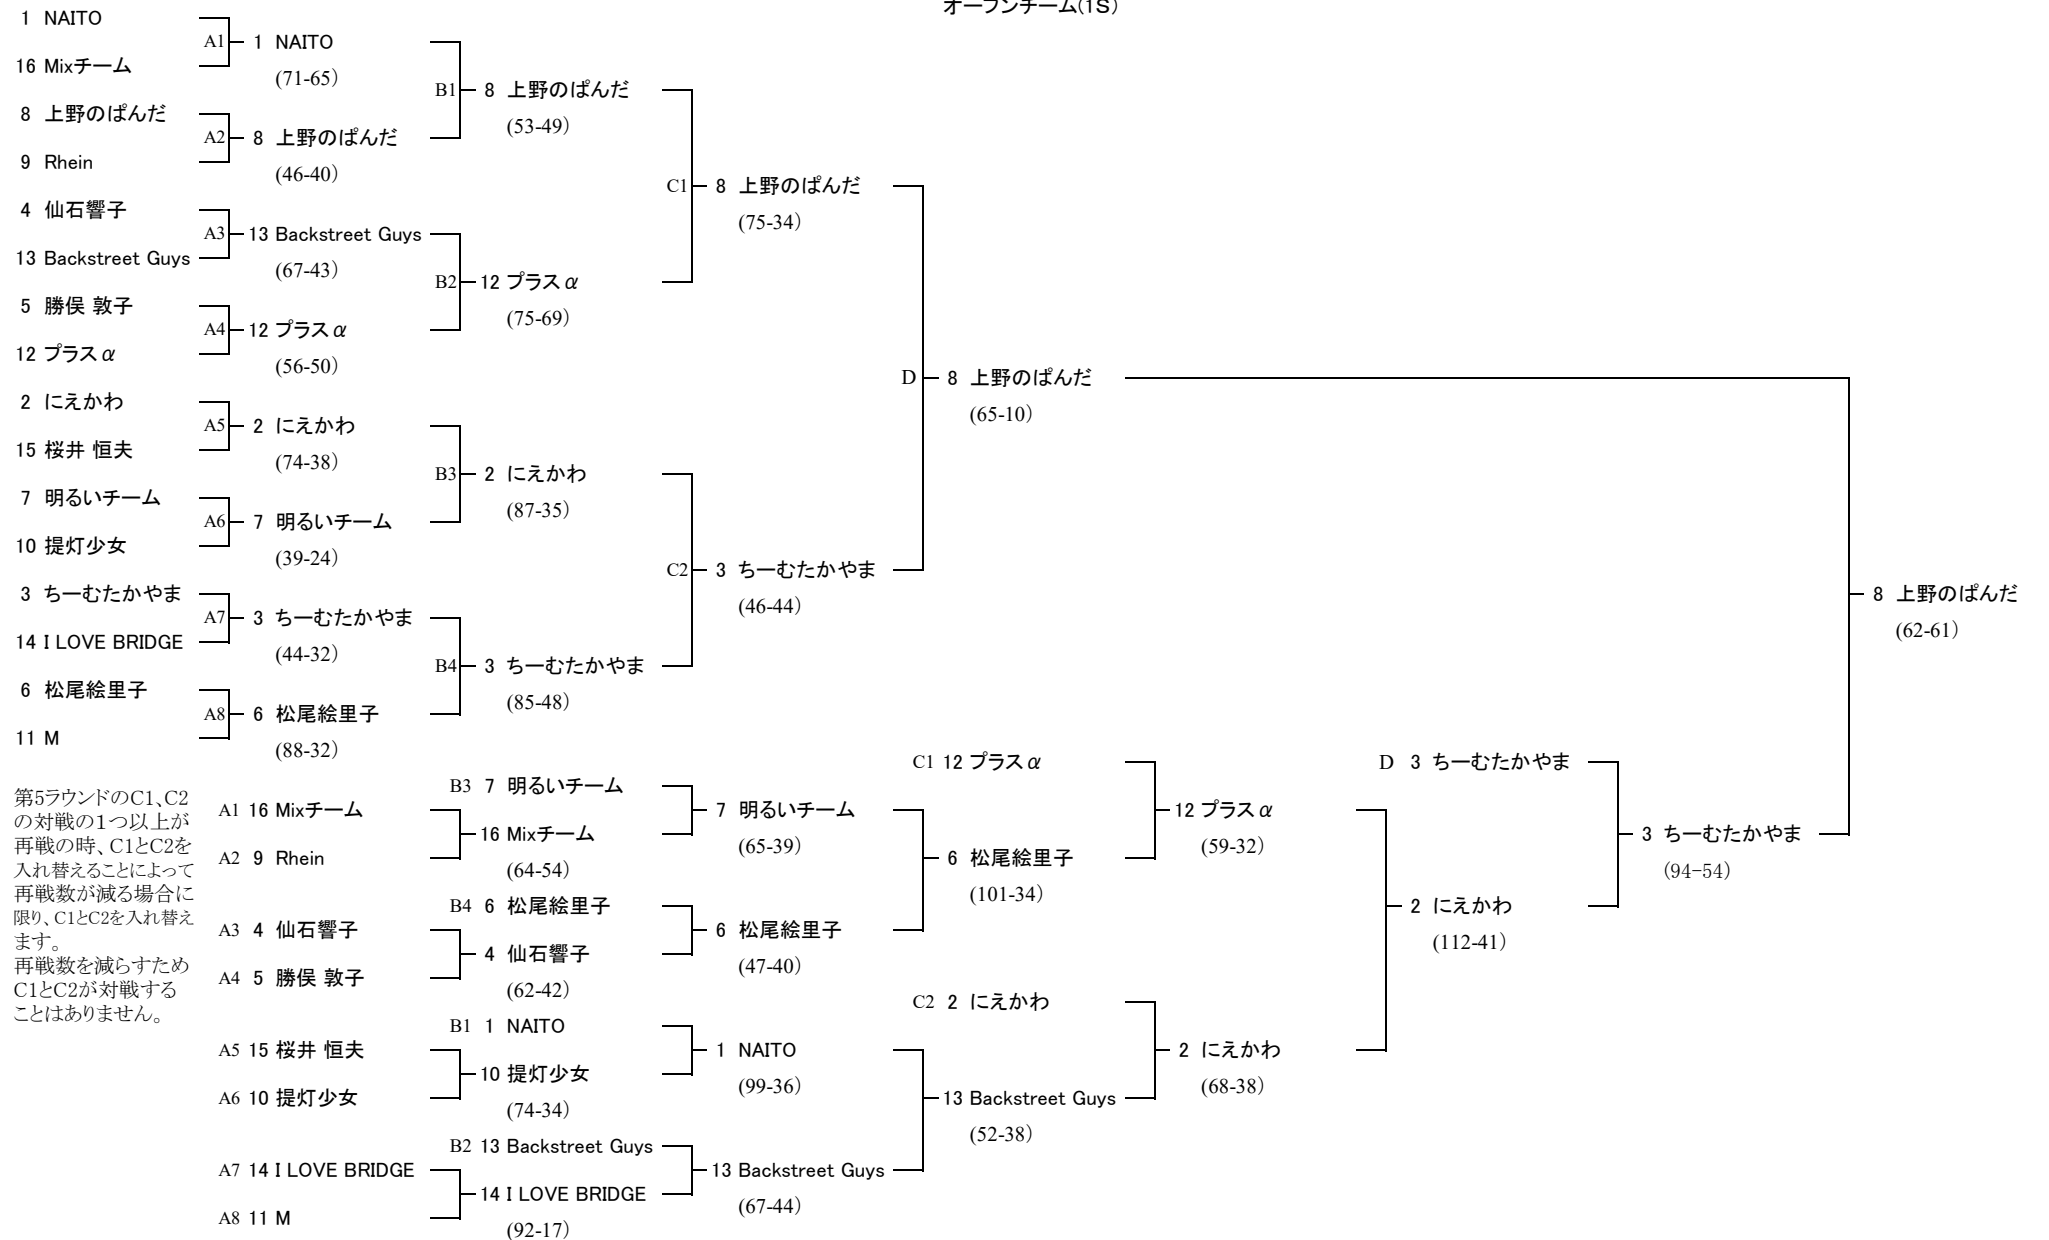 オープンチーム(1S)
1 NAITO
16 Mixチーム
8 上野のぱんだ
9 Rhein
4 仙石響子
13 Backstreet Guys
5 勝俣 敦子
12 プラスα
2 にえかわ
15 桜井 恒夫
7 明るいチーム
10 提灯少女
3 ちーむたかやま
14 I LOVE BRIDGE
6 松尾絵里子
11 M
A1 1 NAITO
(71-65)
A2 8 上野のぱんだ
(46-40)
A3 13 Backstreet Guys
(67-43)
A4 12 プラスα
(56-50)
A5 2 にえかわ
(74-38)
A6 7 明るいチーム
(39-24)
A7 3 ちーむたかやま
(44-32)
A8 6 松尾絵里子
(88-32)
B1 8 上野のぱんだ
(53-49)
B2 12 プラスα
(75-69)
B3 2 にえかわ
(87-35)
B4 3 ちーむたかやま
(85-48)
C1 8 上野のぱんだ
(75-34)
C2 3 ちーむたかやま
(46-44)
D 8 上野のぱんだ
(65-10)
8 上野のぱんだ
(62-61)
第5ラウンドのC1、C2
の対戦の1つ以上が
再戦の時、C1とC2を
入れ替えることによって
再戦数が減る場合に
限り、C1とC2を入れ替え
ます。
再戦数を減らすため
C1とC2が対戦する
ことはありません。
A1 16 Mixチーム
A2 9 Rhein
A3 4 仙石響子
A4 5 勝俣 敦子
A5 15 桜井 恒夫
A6 10 提灯少女
A7 14 I LOVE BRIDGE
A8 11 M
B3 7 明るいチーム
16 Mixチーム
(64-54)
B4 6 松尾絵里子
4 仙石響子
(62-42)
B1 1 NAITO
10 提灯少女
(74-34)
B2 13 Backstreet Guys
14 I LOVE BRIDGE
(92-17)
7 明るいチーム
(65-39)
6 松尾絵里子
(47-40)
1 NAITO
(99-36)
13 Backstreet Guys
(67-44)
C1 12 プラスα
6 松尾絵里子
(101-34)
C2 2 にえかわ
13 Backstreet Guys
(52-38)
12 プラスα
(59-32)
2 にえかわ
(68-38)
D 3 ちーむたかやま
2 にえかわ
(112-41)
3 ちーむたかやま
(94-54)